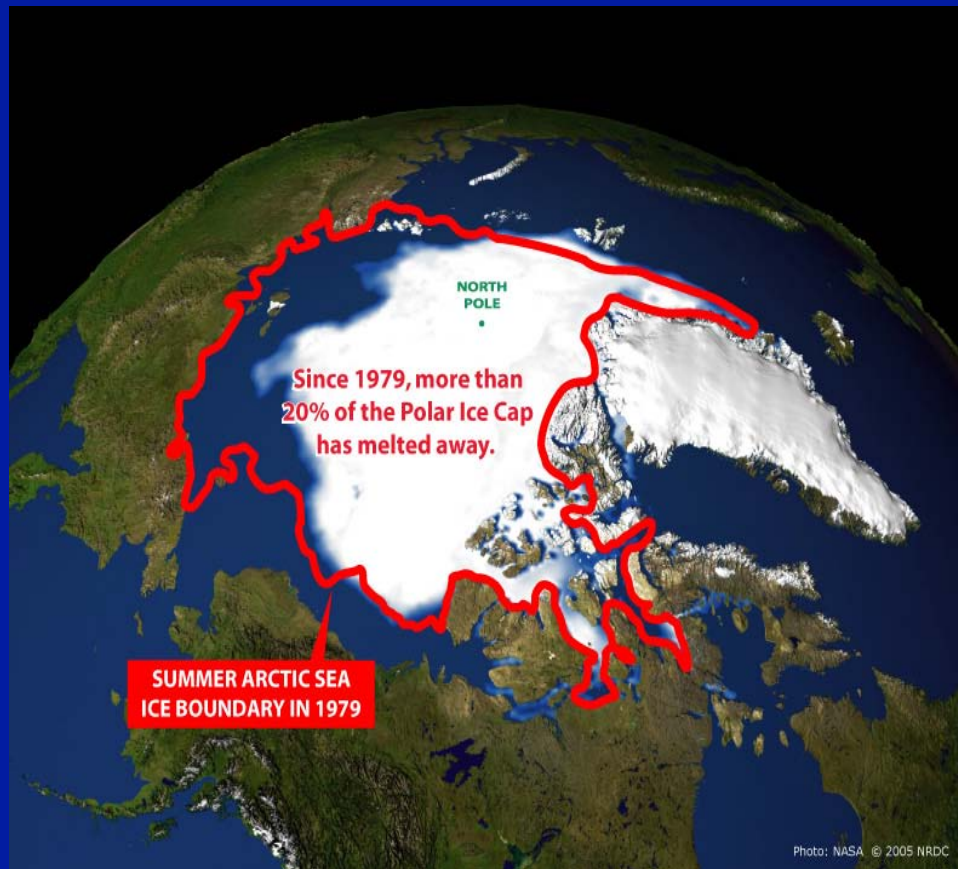 NORTH
POLE
Since 1979, more than
20% of the Polar Ice Cap
has melted away.
SUMMER ARCTIC SEA
ICE BOUNDARY IN 1979
Photo: NASA © 2005 NRDC